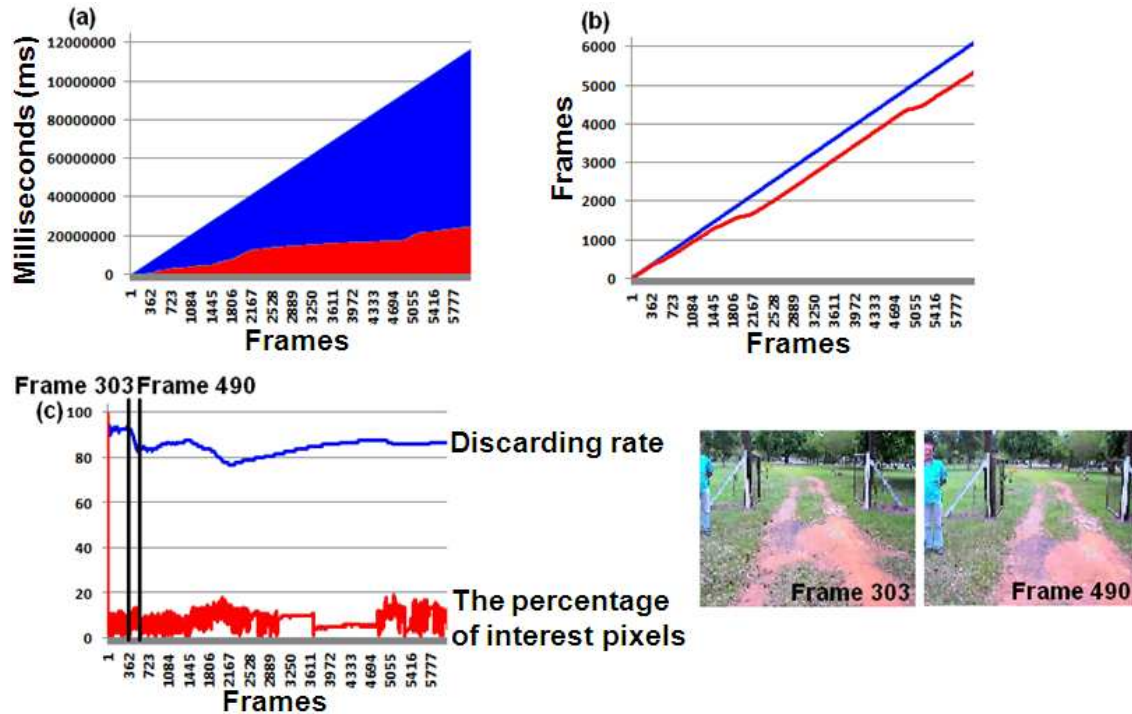 (a)
Milliseconds (ms)
12000000
10000000
80000000
60000000
40000000
20000000
0
1 362 723 1084 1445 1806 2167 2528 2889 3250 3611 3972 4333 4694 5055 5416 5777
Frames
(b)
Frames
6000
5000
4000
3000
2000
1000
0
1 362 723 1084 1445 1806 2167 2528 2889 3250 3611 3972 4333 4694 5055 5416 5777
Frames
Frame 303 Frame 490
(c)
100
80
60
40
20
0
Discarding rate
The percentage
of interest pixels
1 362 723 1084 1445 1806 2167 2528 2889 3250 3611 3972 4333 4694 5055 5416 5777
Frames
Frame 303
Frame 490